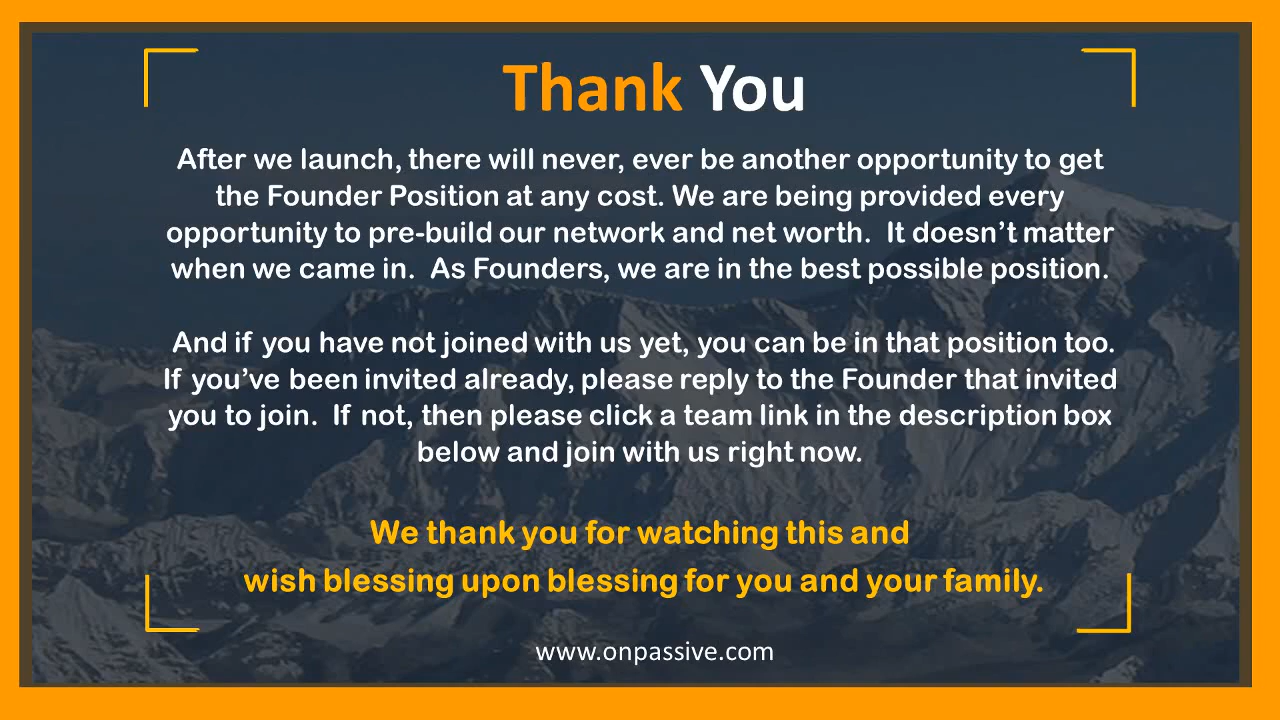 Thank You
After we launch, there will never, ever be another opportunity to get
the Founder Position at any cost. We are being provided every
opportunity to pre-build our network and net worth.  It doesn't matter
when we came in.  As Founders, we are in the best possible position.
And if you have not joined with us yet, you can be in that position too.
If you've been invited already, please reply to the Founder that invited
you to join.  If not, then please click a team link in the description box
below and join with us right now.
We thank you for watching this and
wish blessing upon blessing for you and your family.
www.onpassive.com